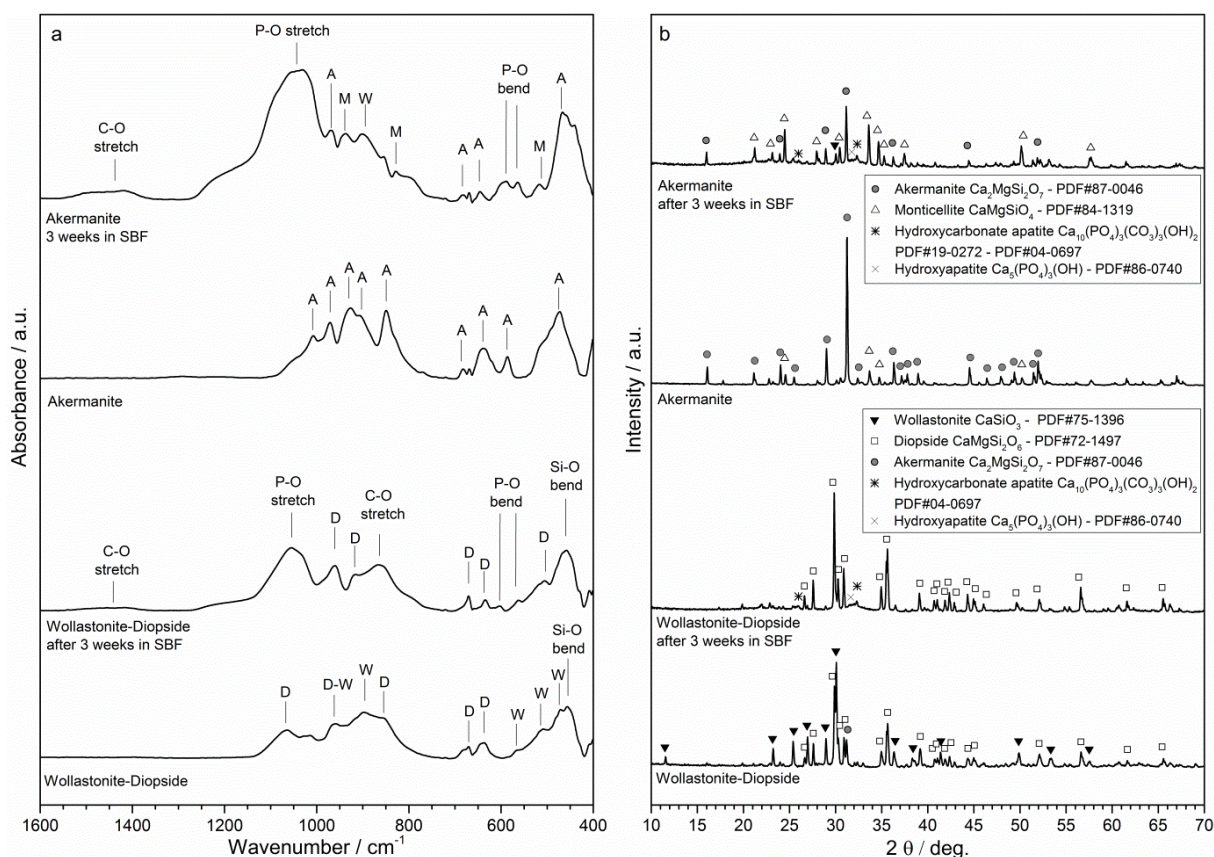 a
P-O stretch
A
M
W
P-O
bend
A
C-O
stretch
M
A
A
M
Akermanite
3 weeks in SBF
A
A
A
A
A
A
A
A
A
Akermanite
P-O
stretch
D
D
C-O
stretch
P-O
bend
Si-O
bend
C-O
stretch
D
D
D
Wollastonite-Diopside
after 3 weeks in SBF
D
D-W
W
D
D
D
W
W
W
Si-O
bend
Wollastonite-Diopside
1600 1400 1200 1000 800 600 400
Wavenumber / cm⁻¹
Absorbance / a.u.
b
Akermanite
after 3 weeks in SBF
Akermanite Ca₂MgSi₂O₇ - PDF#87-0046
Monticellite CaMgSiO₄ - PDF#84-1319
Hydroxycarbonate apatite Ca₁₀(PO₄)₃(CO₃)₃(OH)₂
PDF#19-0272 - PDF#04-0697
Hydroxyapatite Ca₅(PO₄)₃(OH) - PDF#86-0740
Akermanite
Wollastonite CaSiO₃ - PDF#75-1396
Diopside CaMgSi₂O₆ - PDF#72-1497
Akermanite Ca₂MgSi₂O₇ - PDF#87-0046
Hydroxycarbonate apatite Ca₁₀(PO₄)₃(CO₃)₃(OH)₂
PDF#04-0697
Hydroxyapatite Ca₅(PO₄)₃(OH) - PDF#86-0740
Wollastonite-Diopside
after 3 weeks in SBF
Wollastonite-Diopside
10 15 20 25 30 35 40 45 50 55 60 65 70
2 θ / deg.
Intensity / a.u.